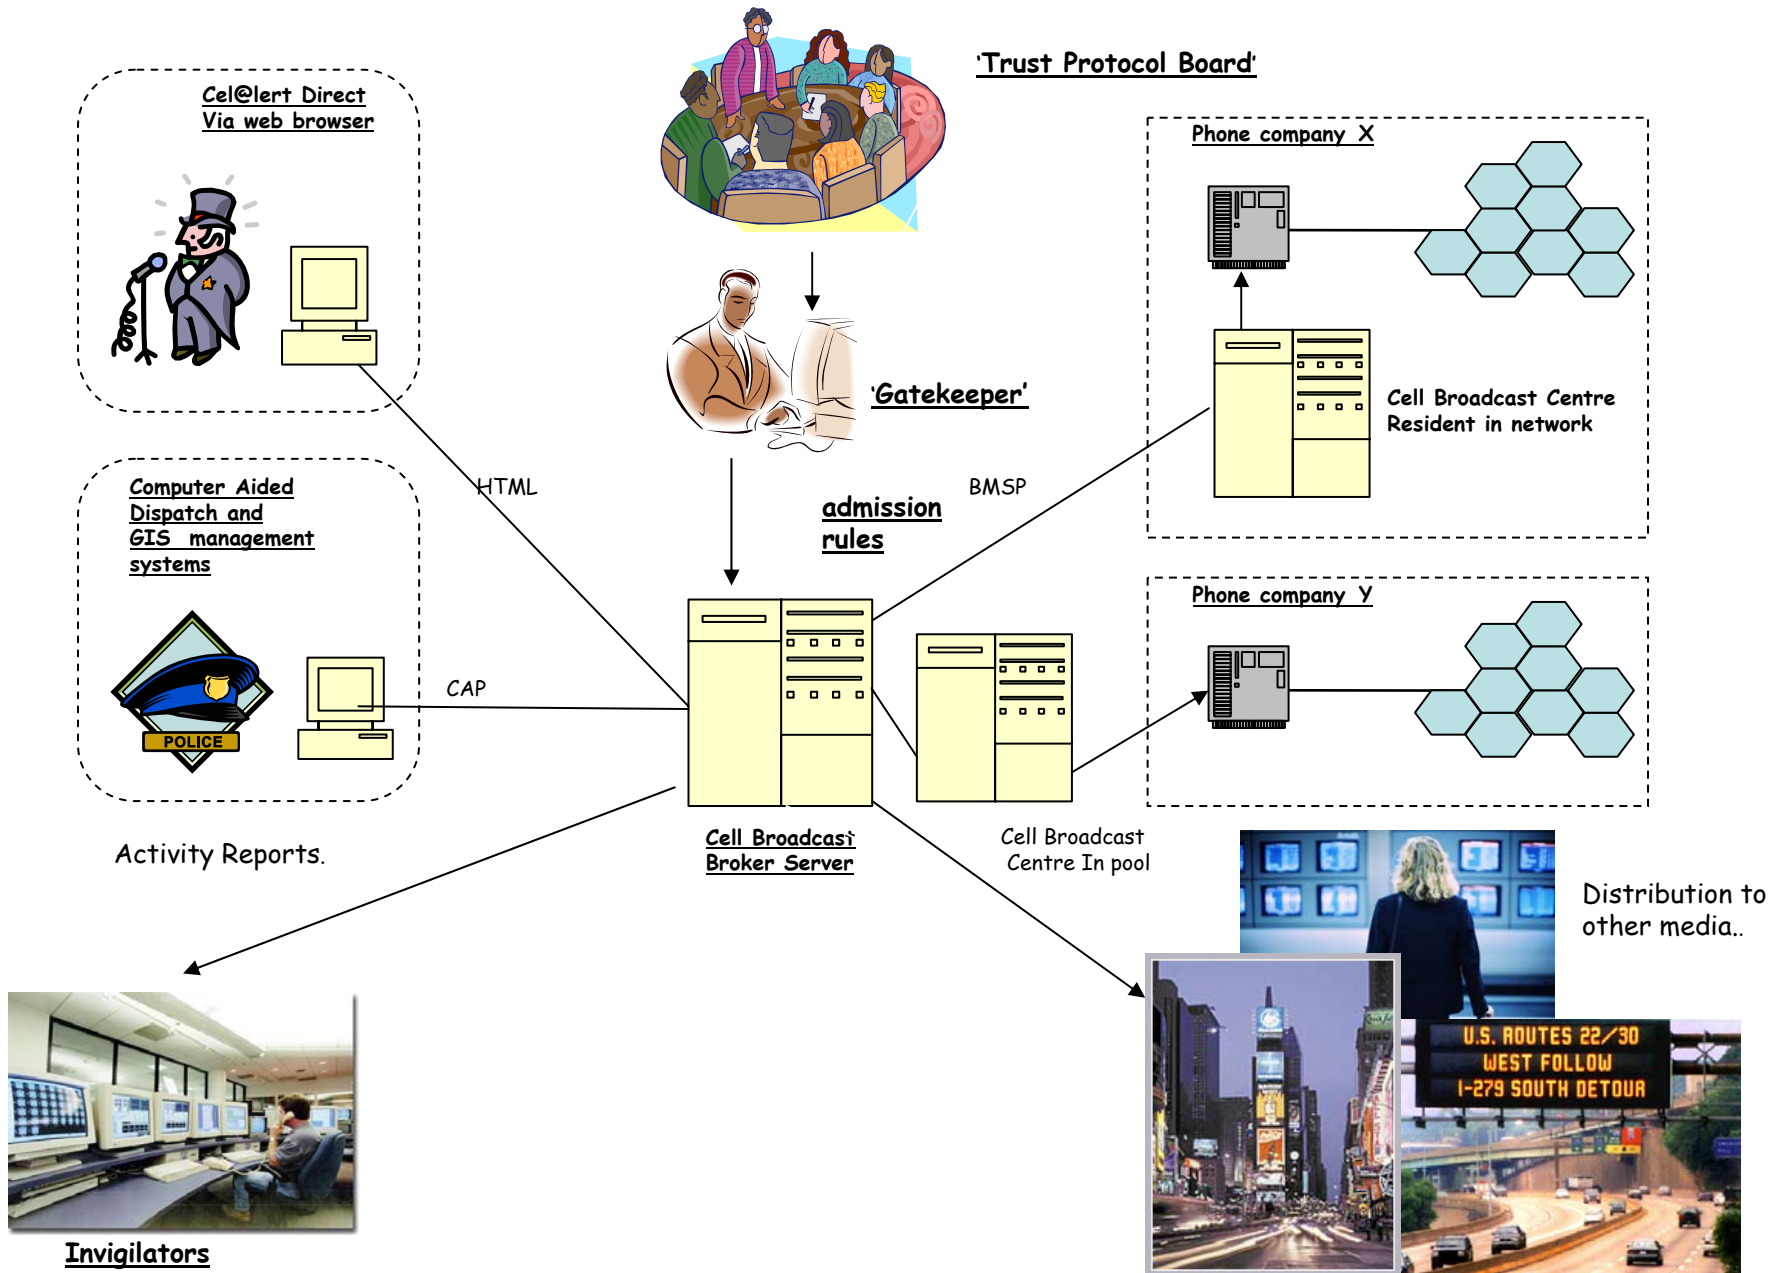 'Trust Protocol Board'
Cel@lert Direct
Via web browser
Phone company X
'Gatekeeper'
Cell Broadcast Centre
Resident in network
HTML
BMSP
Computer Aided
Dispatch and
GIS management
systems
admission
rules
Phone company Y
CAP
POLICE
Cell Broadcast
Broker Server
Cell Broadcast
Centre In pool
Activity Reports.
Distribution to
other media..
U.S. ROUTES 22/30
WEST FOLLOW
I-279 SOUTH DETOUR
Invigilators